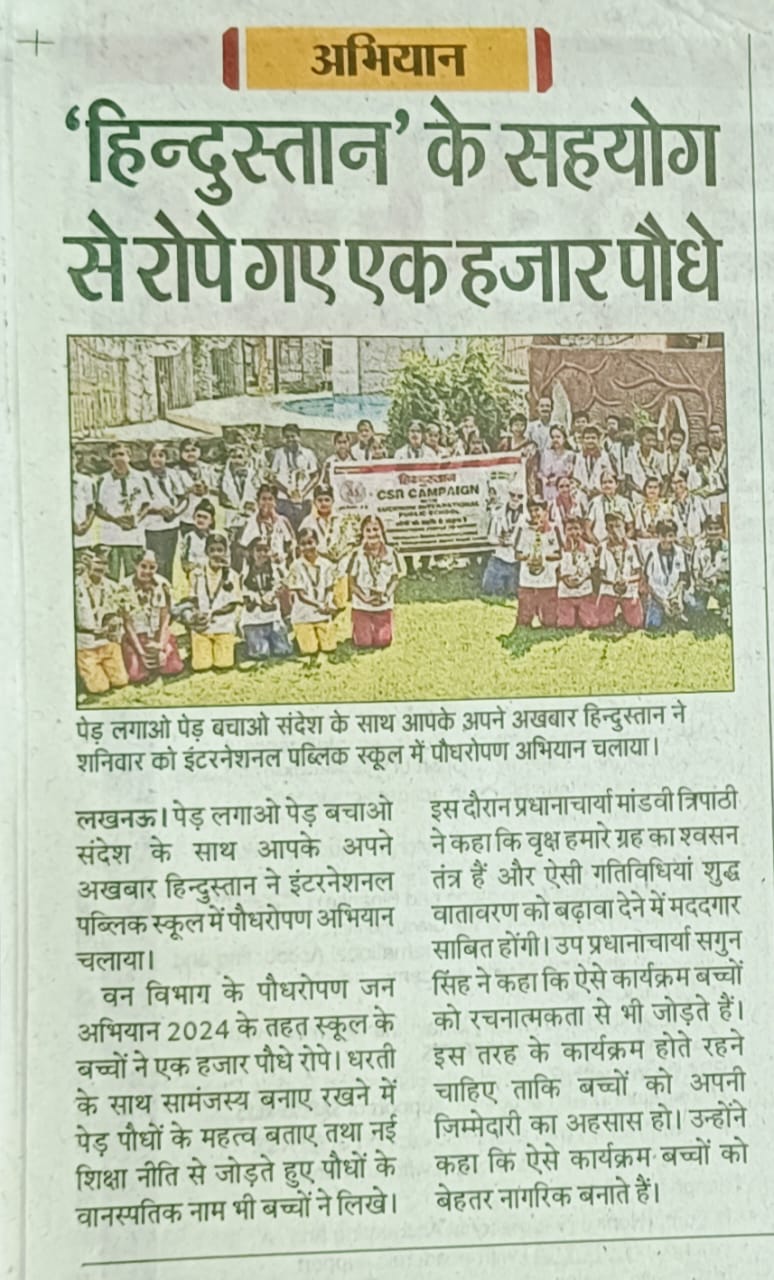 अभियान
‘हिन्दुस्तान’ के सहयोग
से रोपे गए एक हजार पौधे
हिन्दुस्तान
CSR CAMPAIGN
LUCKNOW INTERNATIONAL
PUBLIC SCHOOL
पेड़ लगाओ पेड़ बचाओ संदेश के साथ आपके अपने अखबार हिन्दुस्तान ने
शनिवार को इंटरनेशनल पब्लिक स्कूल में पौधरोपण अभियान चलाया।
लखनऊ। पेड़ लगाओ पेड़ बचाओ
संदेश के साथ आपके अपने
अखबार हिन्दुस्तान ने इंटरनेशनल
पब्लिक स्कूल में पौधरोपण अभियान
चलाया।
वन विभाग के पौधरोपण जन
अभियान 2024 के तहत स्कूल के
बच्चों ने एक हजार पौधे रोपे। धरती
के साथ सामंजस्य बनाए रखने में
पेड़ पौधों के महत्व बताए तथा नई
शिक्षा नीति से जोड़ते हुए पौधों के
वानस्पतिक नाम भी बच्चों ने लिखे।
इस दौरान प्रधानाचार्या मांडवी त्रिपाठी
ने कहा कि वृक्ष हमारे ग्रह का श्वसन
तंत्र हैं और ऐसी गतिविधियां शुद्ध
वातावरण को बढ़ावा देने में मददगार
साबित होंगी। उप प्रधानाचार्या सगुन
सिंह ने कहा कि ऐसे कार्यक्रम बच्चों
को रचनात्मकता से भी जोड़ते हैं।
इस तरह के कार्यक्रम होते रहने
चाहिए ताकि बच्चों को अपनी
जिम्मेदारी का अहसास हो। उन्होंने
कहा कि ऐसे कार्यक्रम बच्चों को
बेहतर नागरिक बनाते हैं।